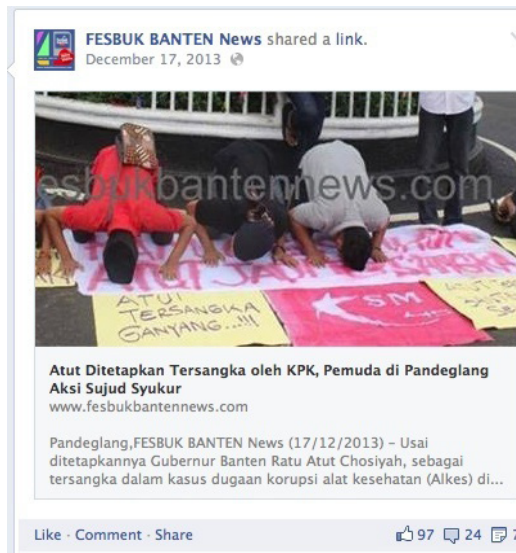 FESBUK BANTEN News shared a link.
December 17, 2013
esbukbantennews.com
ATUT
TERSANGKA
GANYANG...!!!
KSM
Atut Ditetapkan Tersangka oleh KPK, Pemuda di Pandeglang
Aksi Sujud Syukur
www.fesbukbantennews.com
Pandeglang,FESBUK BANTEN News (17/12/2013) – Usai
ditetapkannya Gubernur Banten Ratu Atut Chosiyah, sebagai
tersangka dalam kasus dugaan korupsi alat kesehatan (Alkes) di...
Like · Comment · Share
97 24